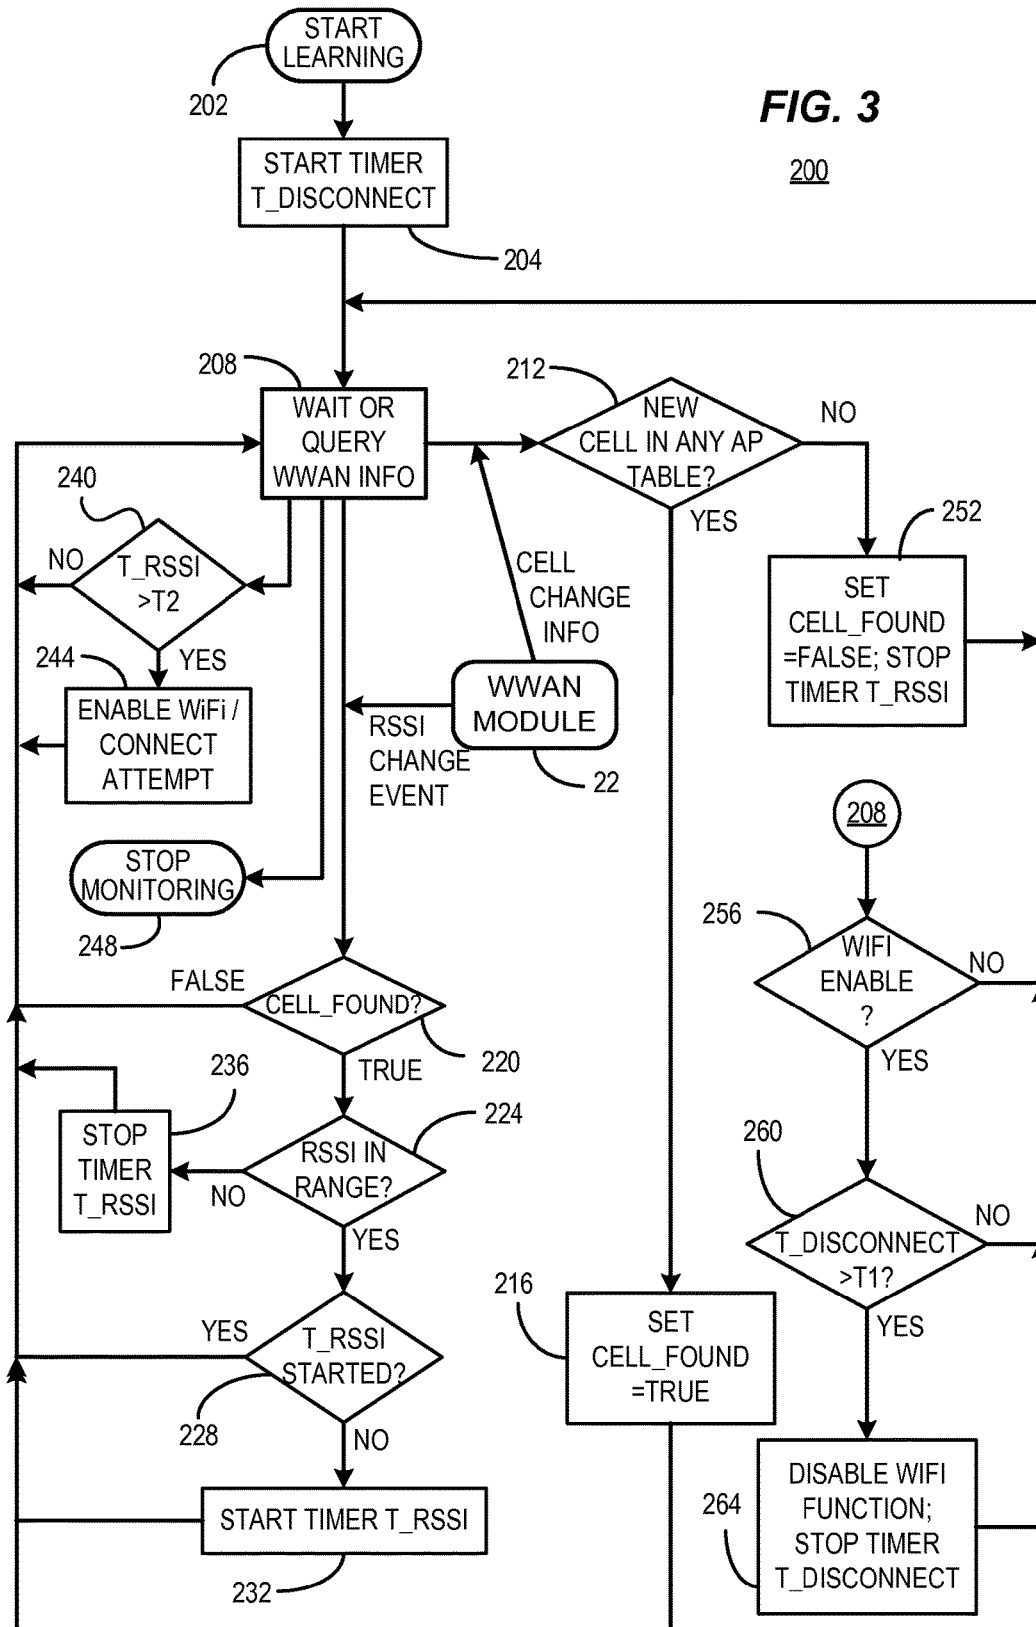 START
LEARNING
202
FIG. 3
200
START TIMER
T_DISCONNECT
204
208
WAIT OR
QUERY
WWAN INFO
212
NEW
CELL IN ANY AP
TABLE?
NO
YES
252
SET
CELL_FOUND
=FALSE; STOP
TIMER T_RSSI
240
NO
T_RSSI
>T2
YES
244
ENABLE WiFi /
CONNECT
ATTEMPT
CELL
CHANGE
INFO
WWAN
MODULE
22
RSSI
CHANGE
EVENT
STOP
MONITORING
248
208
256
WIFI
ENABLE
?
NO
YES
FALSE
CELL_FOUND?
220
TRUE
236
STOP
TIMER
T_RSSI
224
RSSI IN
RANGE?
NO
YES
260
T_DISCONNECT
>T1?
NO
YES
YES
T_RSSI
STARTED?
228
NO
216
SET
CELL_FOUND
=TRUE
START TIMER T_RSSI
232
264
DISABLE WIFI
FUNCTION;
STOP TIMER
T_DISCONNECT